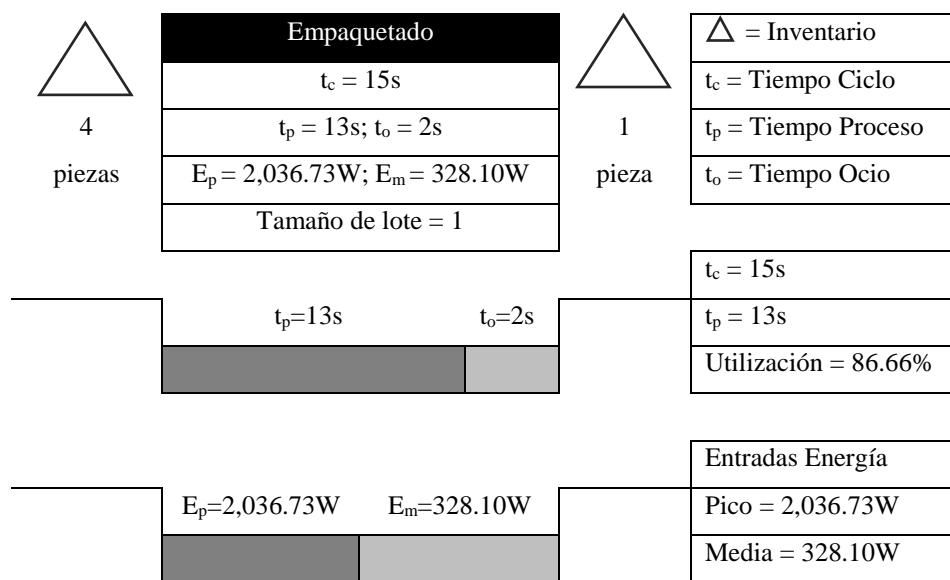 Empaquetado
t_c = 15s
4
t_p = 13s; t_o = 2s
1
piezas
E_p = 2,036.73W; E_m = 328.10W
pieza
Tamaño de lote = 1
△ = Inventario
t_c = Tiempo Ciclo
t_p = Tiempo Proceso
t_o = Tiempo Ocio
t_p=13s t_o=2s
t_c = 15s
t_p = 13s
Utilización = 86.66%
E_p=2,036.73W E_m=328.10W
Entradas Energía
Pico = 2,036.73W
Media = 328.10W